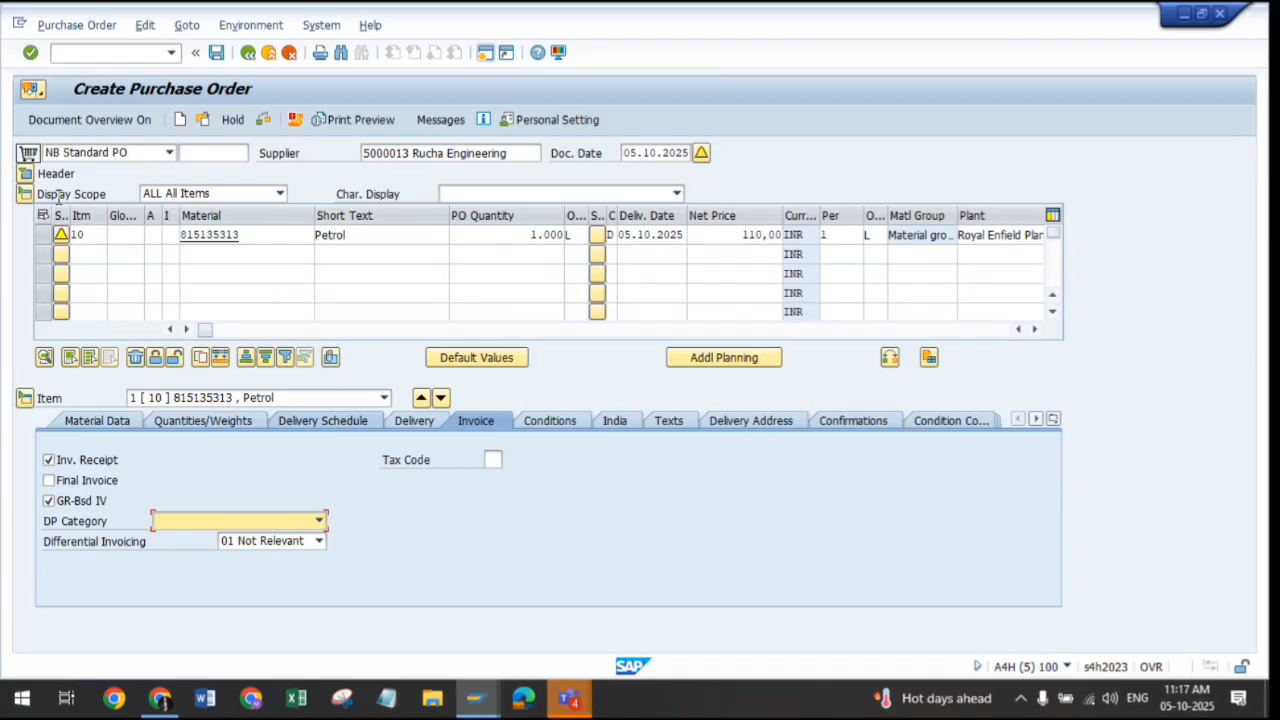 Purchase Order Edit Goto Environment System Help
«
Create Purchase Order
Document Overview On Hold Print Preview Messages Personal Setting
NB Standard PO Supplier 5000013 Rucha Engineering Doc. Date 05.10.2025
Header
Display Scope ALL All Items Char. Display
S.. Itm Glo... A I Material Short Text PO Quantity O... S... C Deliv. Date Net Price Curr... Per O... Matl Group Plant
10 815135313 Petrol 1.000 L D 05.10.2025 110,00 INR 1 L Material gro... Royal Enfield Plar
INR
INR
INR
INR
Default Values Addl Planning
Item 1 [ 10 ] 815135313 , Petrol
Material Data Quantities/Weights Delivery Schedule Delivery Invoice Conditions India Texts Delivery Address Confirmations Condition Co...
Inv. Receipt Tax Code
Final Invoice
GR-Bsd IV
DP Category
Differential Invoicing 01 Not Relevant
SAP A4H (5) 100 s4h2023 OVR
4 Hot days ahead ENG 11:17 AM
05-10-2025